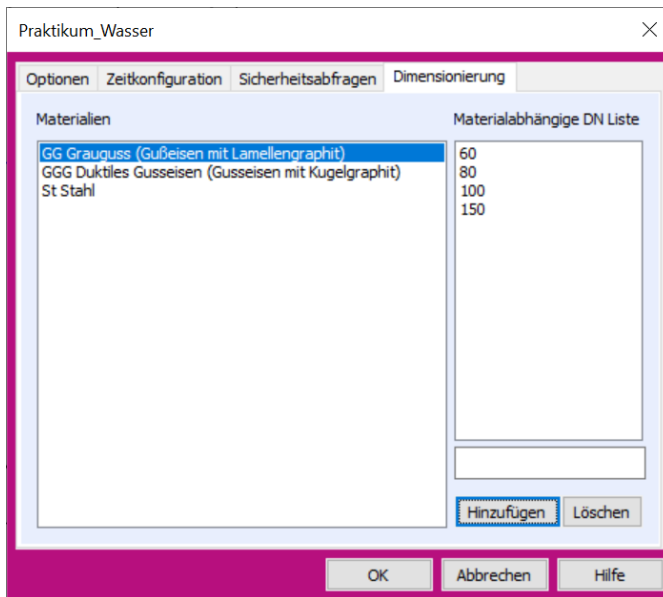 Praktikum_Wasser
Optionen Zeitkonfiguration Sicherheitsabfragen Dimensionierung
Materialien Materialabhängige DN Liste
GG Grauguss (Gußeisen mit Lamellengraphit)
GGG Duktiles Gusseisen (Gusseisen mit Kugelgraphit)
St Stahl
60
80
100
150
Hinzufügen Löschen
OK Abbrechen Hilfe